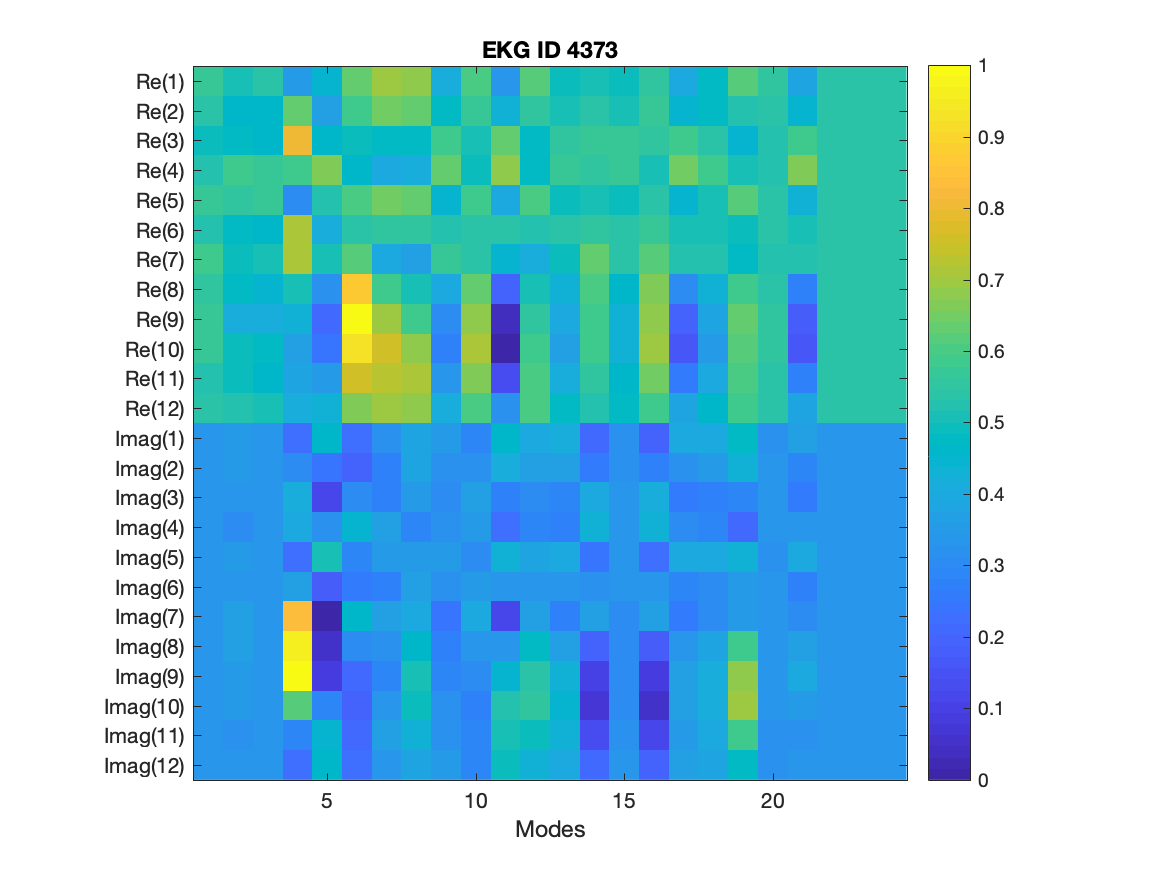 EKG ID 4373
Re(1)
Re(2)
Re(3)
Re(4)
Re(5)
Re(6)
Re(7)
Re(8)
Re(9)
Re(10)
Re(11)
Re(12)
Imag(1)
Imag(2)
Imag(3)
Imag(4)
Imag(5)
Imag(6)
Imag(7)
Imag(8)
Imag(9)
Imag(10)
Imag(11)
Imag(12)
5 10 15 20
Modes
1
0.9
0.8
0.7
0.6
0.5
0.4
0.3
0.2
0.1
0